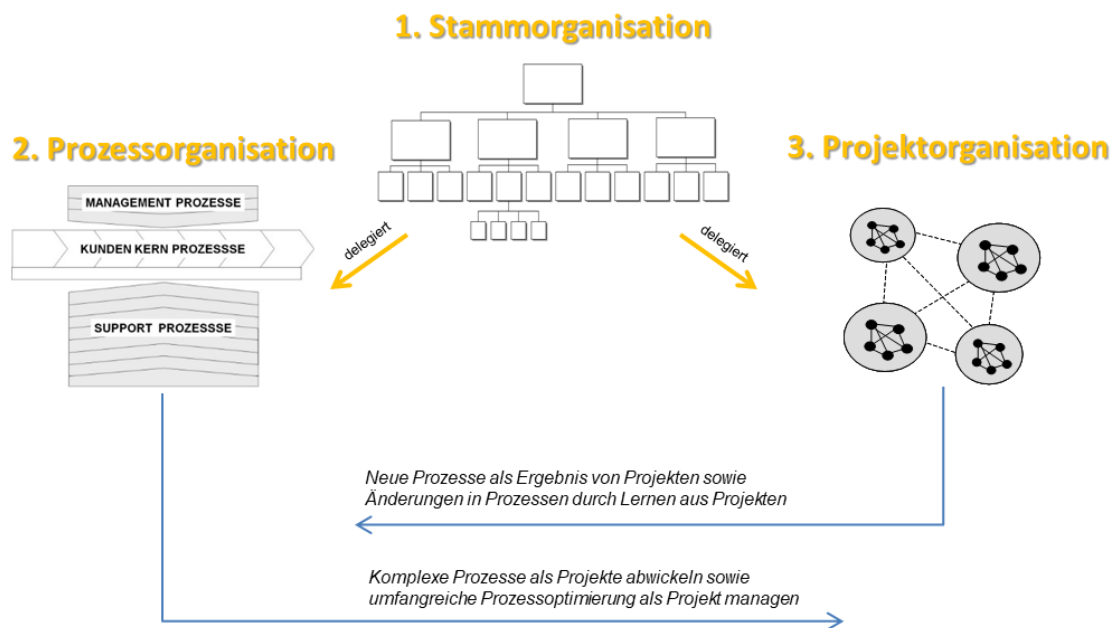 1. Stammorganisation
2. Prozessorganisation
3. Projektorganisation
MANAGEMENT PROZESSE
KUNDEN KERN PROZESSSE
SUPPORT PROZESSSE
delegiert
delegiert
Neue Prozesse als Ergebnis von Projekten sowie
Änderungen in Prozessen durch Lernen aus Projekten
Komplexe Prozesse als Projekte abwickeln sowie
umfangreiche Prozessoptimierung als Projekt managen